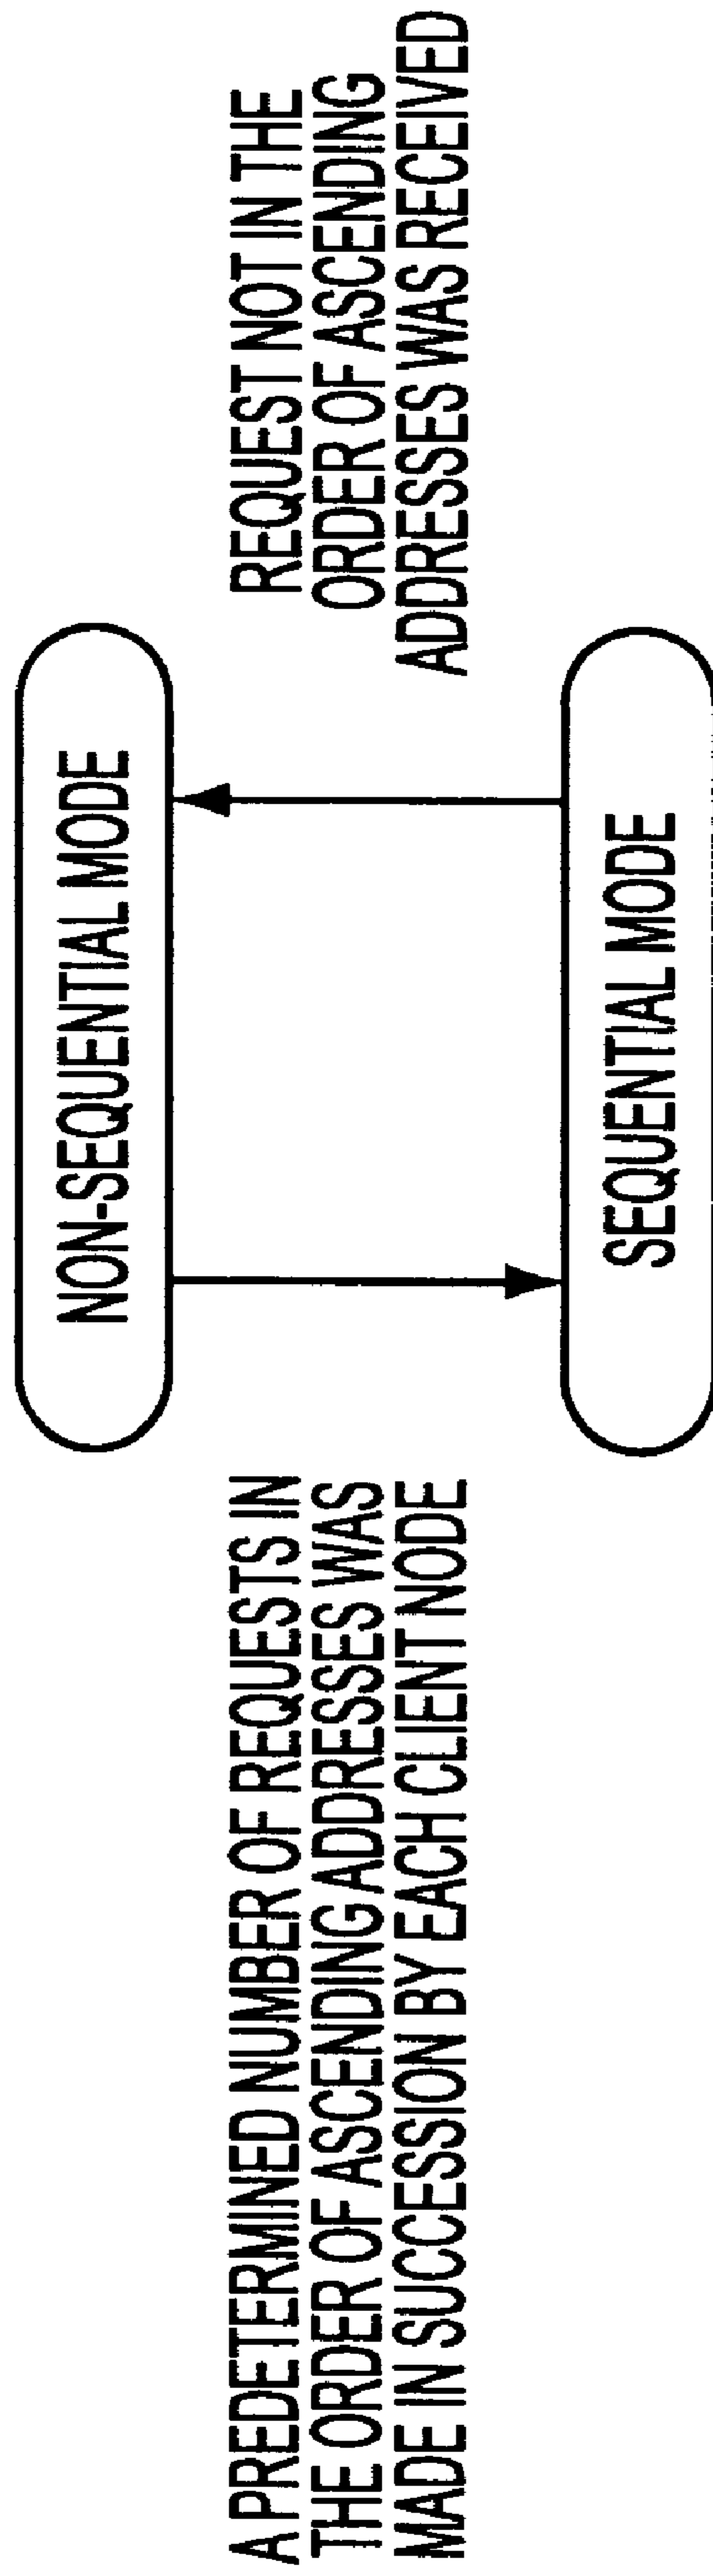 NON-SEQUENTIAL MODE
A PREDETERMINED NUMBER OF REQUESTS IN
THE ORDER OF ASCENDING ADDRESSES WAS
MADE IN SUCCESSION BY EACH CLIENT NODE
REQUEST NOT IN THE
ORDER OF ASCENDING
ADDRESSES WAS RECEIVED
SEQUENTIAL MODE